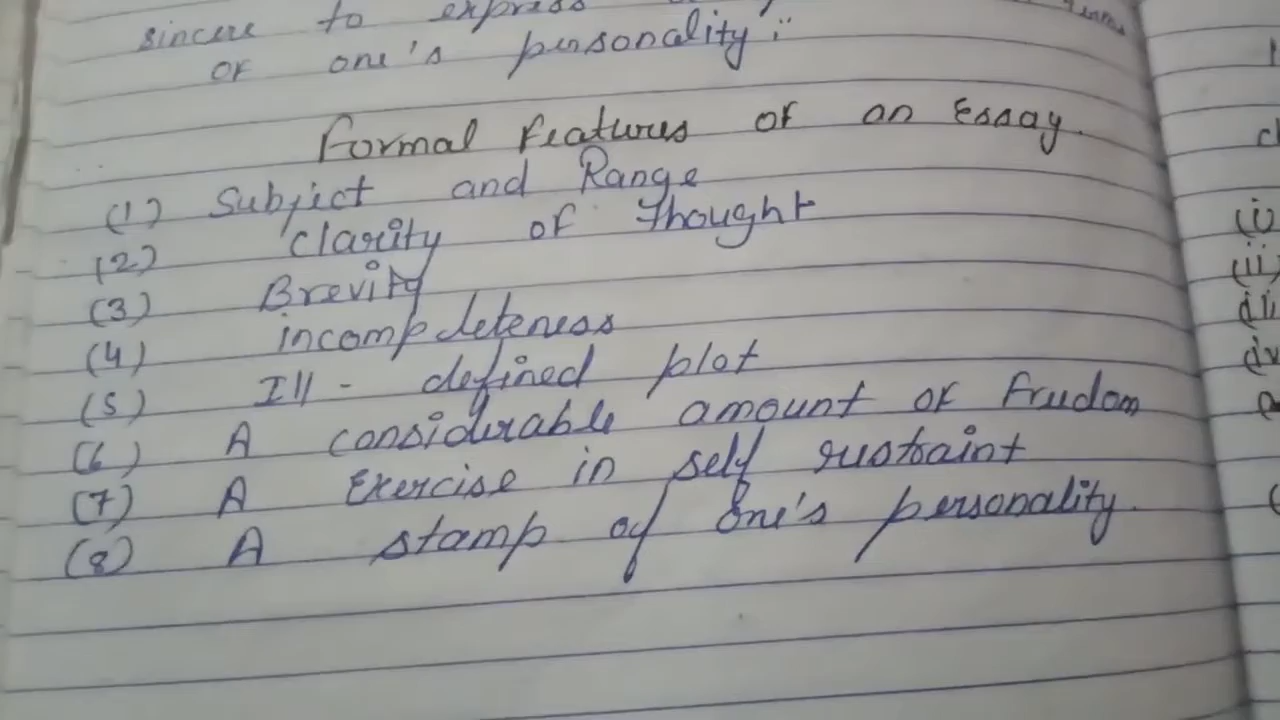 sincere to express
of one's personality".
Formal Features of an Essay.
(1) Subject and Range
(2) Clarity of Thought
(3) Brevity
(4) incompleteness
(5) Ill - defined plot
(6) A considerable amount of Freedom
(7) A Exercise in self restraint
(8) A stamp of one's personality.
(i)
(ii)